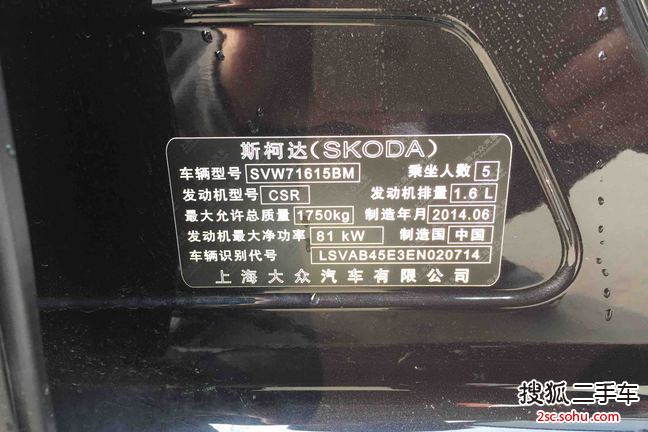 斯柯达(SKODA)
车辆型号 SVW71615BM 乘坐人数 5
发动机型号 CSR 发动机排量 1.6 L
最大允许总质量 1750kg 制造年月 2014.06
发动机最大净功率 81 kW 制造国 中国
车辆识别代号 LSVAB45E3EN020714
上海大众汽车有限公司
搜狐二手车
2sc.sohu.com